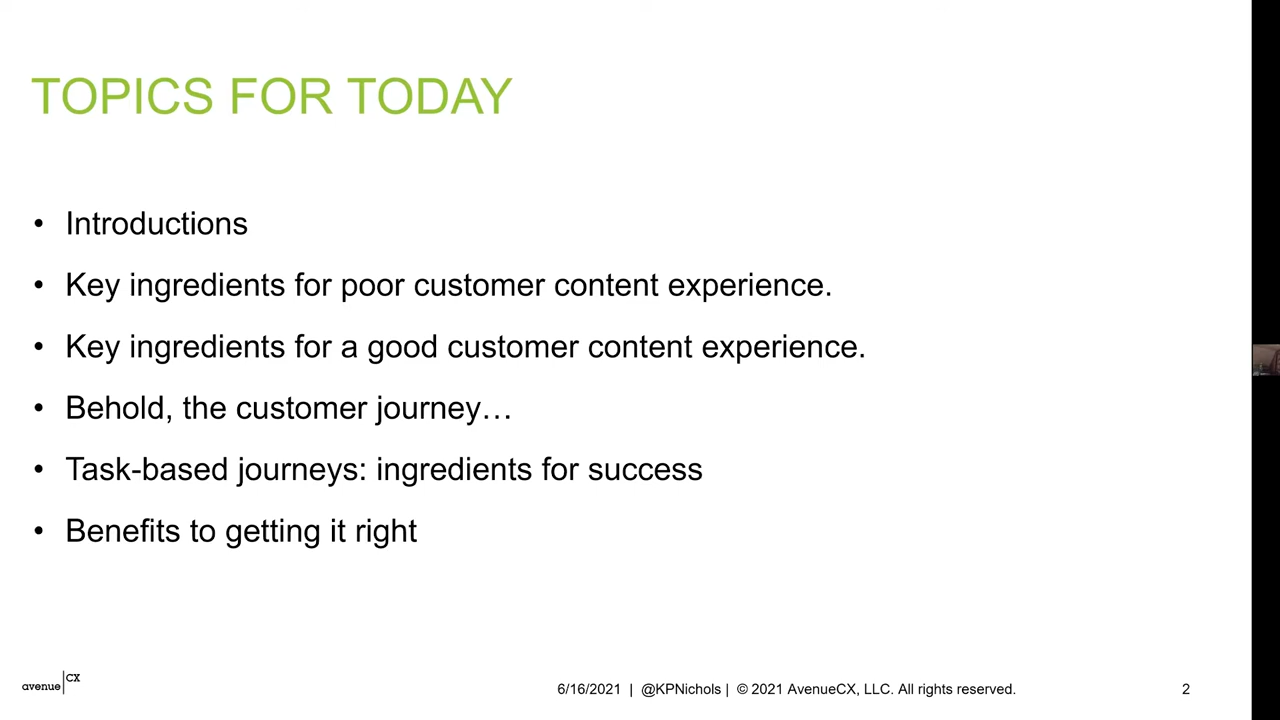 TOPICS FOR TODAY
• Introductions
• Key ingredients for poor customer content experience.
• Key ingredients for a good customer content experience.
• Behold, the customer journey…
• Task-based journeys: ingredients for success
• Benefits to getting it right
avenue CX
6/16/2021 | @KPNichols | © 2021 AvenueCX, LLC. All rights reserved.
2